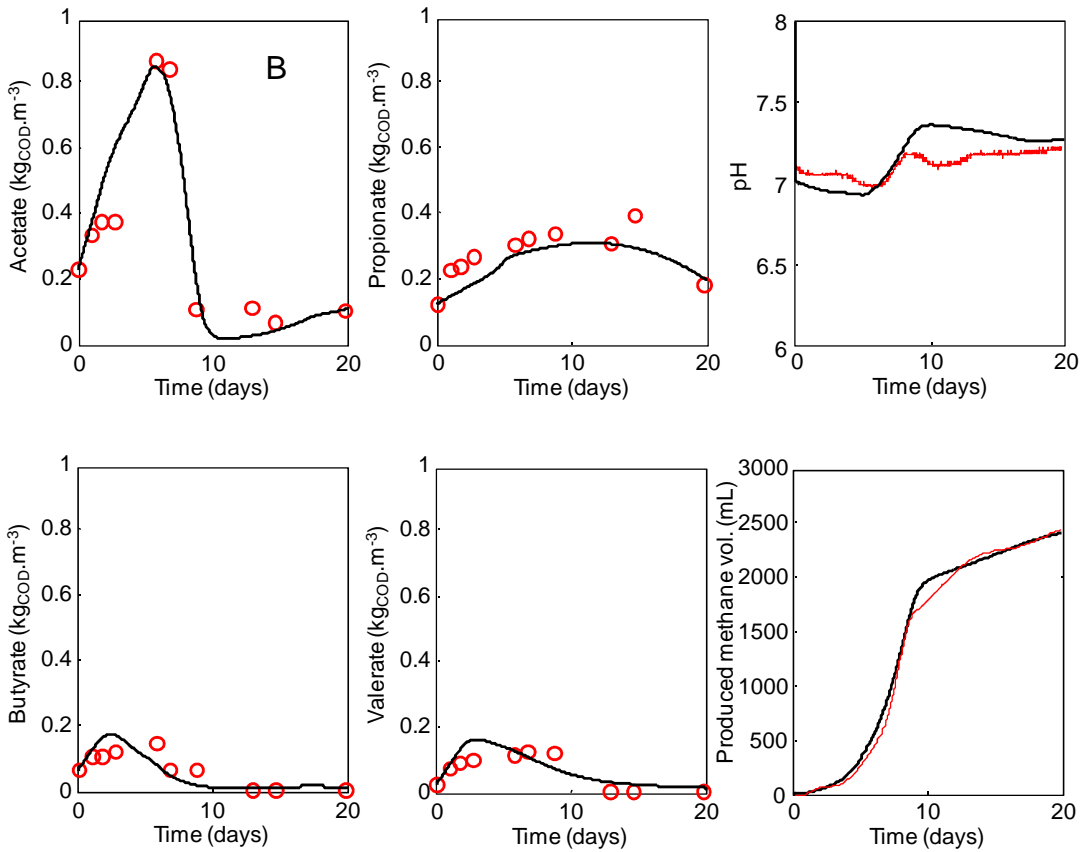 1
0.8
0.6
0.4
0.2
0
Acetate (kgCOD.m-3)
B
0 10 20
Time (days)
1
0.8
0.6
0.4
0.2
0
Propionate (kgCOD.m-3)
0 10 20
Time (days)
8
7.5
7
6.5
6
pH
0 10 20
Time (days)
1
0.8
0.6
0.4
0.2
0
Butyrate (kgCOD.m-3)
0 10 20
Time (days)
1
0.8
0.6
0.4
0.2
0
Valerate (kgCOD.m-3)
0 10 20
Time (days)
3000
2500
2000
1500
1000
500
0
Produced methane vol. (mL)
0 10 20
Time (days)